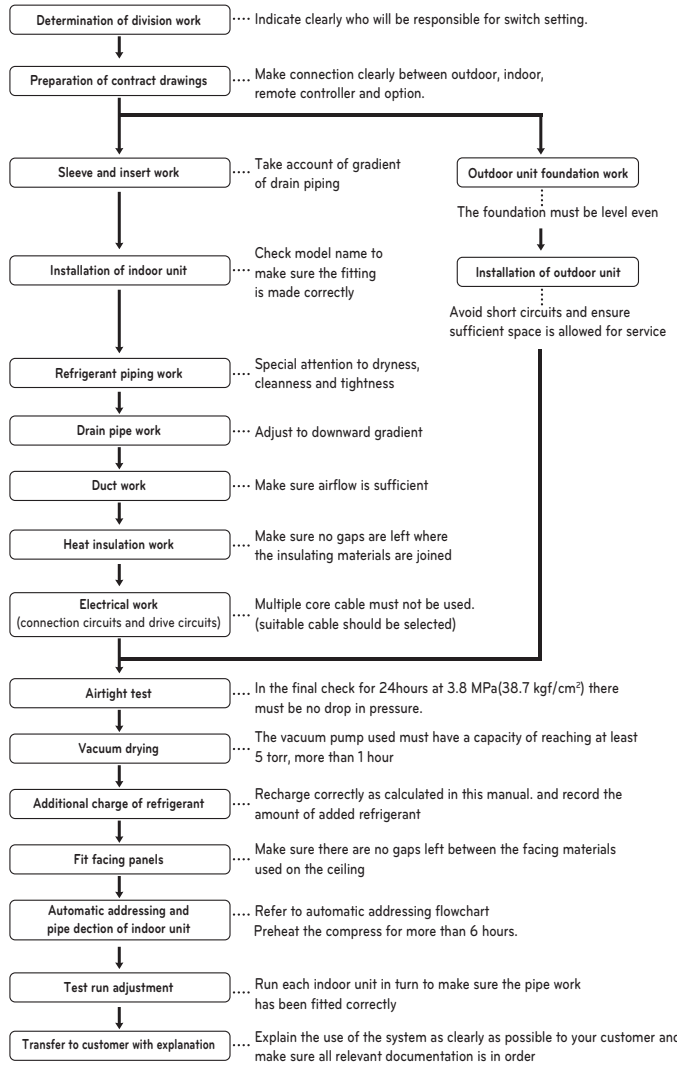 Determination of division work
Indicate clearly who will be responsible for switch setting.
Preparation of contract drawings
Make connection clearly between outdoor, indoor,
remote controller and option.
Sleeve and insert work
Take account of gradient
of drain piping
Outdoor unit foundation work
The foundation must be level even
Installation of indoor unit
Check model name to
make sure the fitting
is made correctly
Installation of outdoor unit
Avoid short circuits and ensure
sufficient space is allowed for service
Refrigerant piping work
Special attention to dryness,
cleanness and tightness
Drain pipe work
Adjust to downward gradient
Duct work
Make sure airflow is sufficient
Heat insulation work
Make sure no gaps are left where
the insulating materials are joined
Electrical work
(connection circuits and drive circuits)
Multiple core cable must not be used.
(suitable cable should be selected)
Airtight test
In the final check for 24hours at 3.8 MPa(38.7 kgf/cm²) there
must be no drop in pressure.
Vacuum drying
The vacuum pump used must have a capacity of reaching at least
5 torr, more than 1 hour
Additional charge of refrigerant
Recharge correctly as calculated in this manual. and record the
amount of added refrigerant
Fit facing panels
Make sure there are no gaps left between the facing materials
used on the ceiling
Automatic addressing and
pipe dection of indoor unit
Refer to automatic addressing flowchart
Preheat the compress for more than 6 hours.
Test run adjustment
Run each indoor unit in turn to make sure the pipe work
has been fitted correctly
Transfer to customer with explanation
Explain the use of the system as clearly as possible to your customer and
make sure all relevant documentation is in order